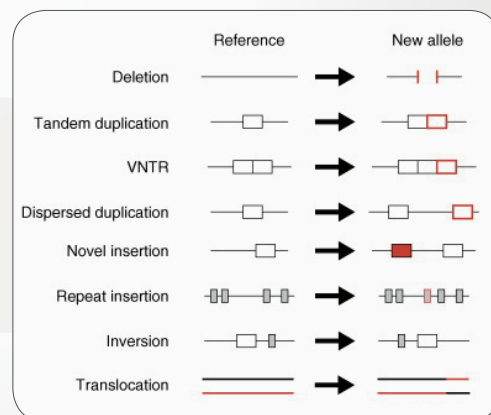 Reference New allele
Deletion
Tandem duplication
VNTR
Dispersed duplication
Novel insertion
Repeat insertion
Inversion
Translocation